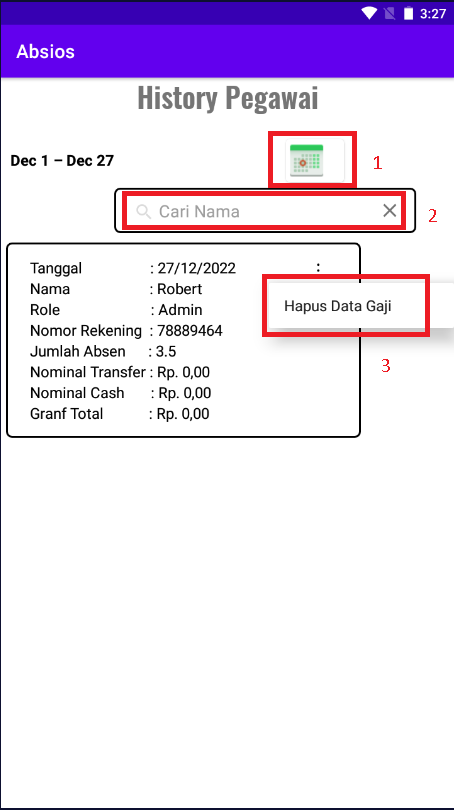 3:27
Absios
History Pegawai
Dec 1 – Dec 27
1
Cari Nama
2
Tanggal : 27/12/2022
Nama : Robert
Hapus Data Gaji
Role : Admin
Nomor Rekening : 78889464
Jumlah Absen : 3.5
3
Nominal Transfer : Rp. 0,00
Nominal Cash : Rp. 0,00
Granf Total : Rp. 0,00